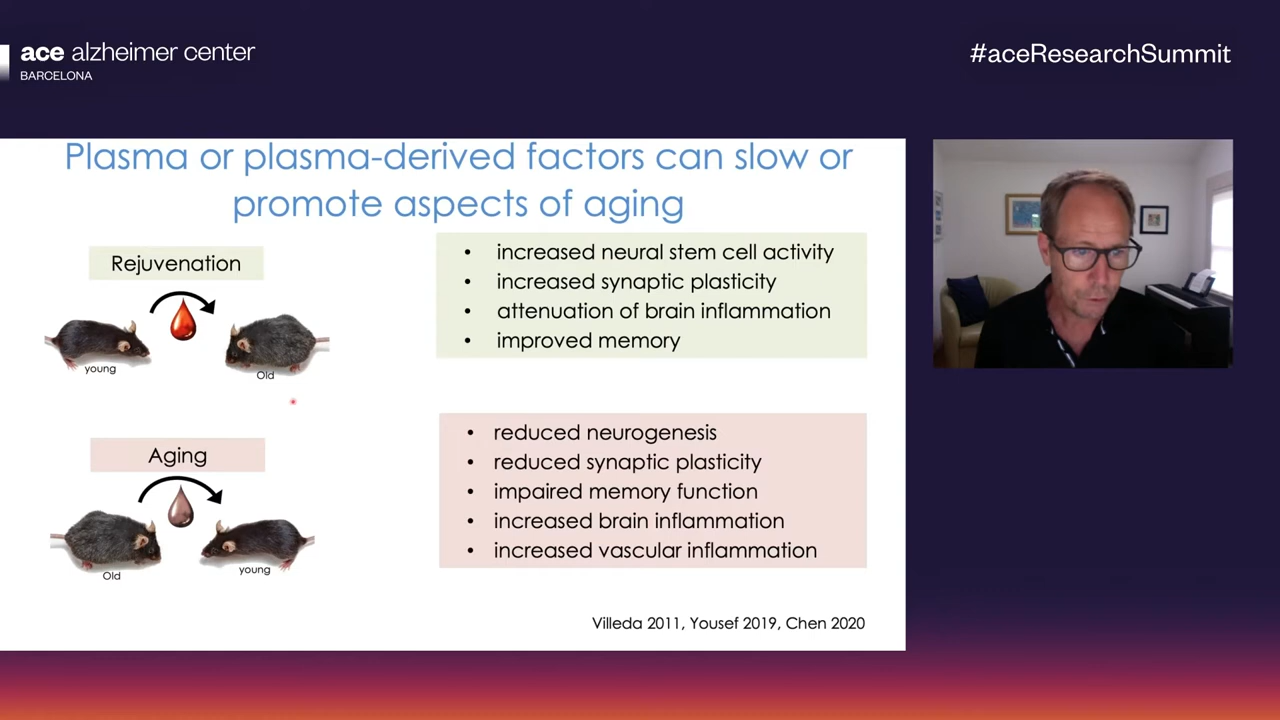 ace alzheimer center
BARCELONA
#aceResearchSummit
Plasma or plasma-derived factors can slow or
promote aspects of aging
Rejuvenation
young
Old
• increased neural stem cell activity
• increased synaptic plasticity
• attenuation of brain inflammation
• improved memory
Aging
Old
young
• reduced neurogenesis
• reduced synaptic plasticity
• impaired memory function
• increased brain inflammation
• increased vascular inflammation
Villeda 2011, Yousef 2019, Chen 2020